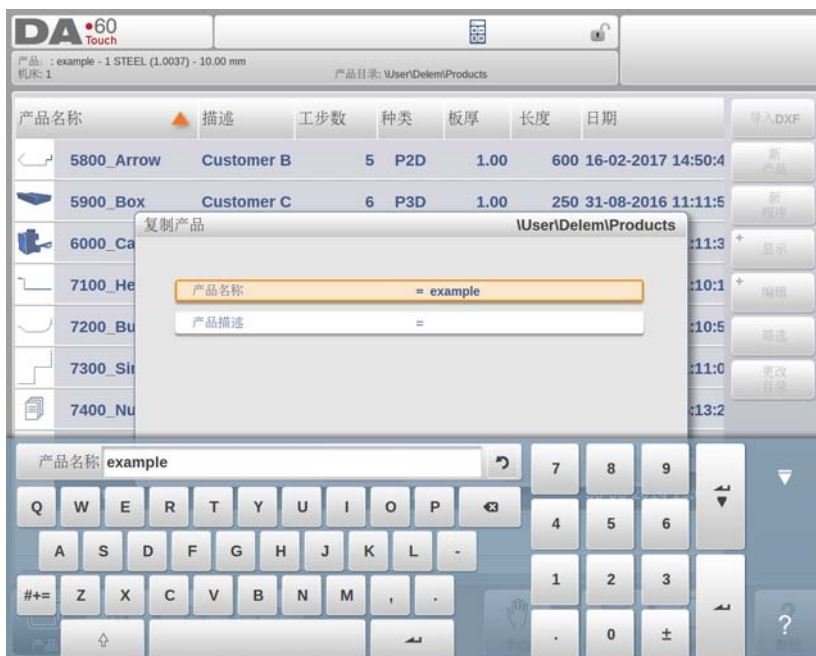 DA 60
Touch
产品: : example - 1 STEEL (1.0037) - 10.00 mm
机床: 1 产品目录: \User\Delem\Products
产品名称 描述 工步数 种类 板厚 长度 日期 导入DXF
5800_Arrow Customer B 5 P2D 1.00 600 16-02-2017 14:50:4 新产品
5900_Box Customer C 6 P3D 1.00 250 31-08-2016 11:11:5 新程序
复制产品 \User\Delem\Products
6000_Ca :11:3 显示
产品名称 = example
7100_He :10:1 编辑
产品描述 =
7200_Bu :10:5 筛选
7300_Sin :11:0 更改目录
7400_Nu :13:2
产品名称 example 7 8 9
Q W E R T Y U I O P 4 5 6
A S D F G H J K L -
#+= Z X C V B N M , . 1 2 3
. 0 ± ?
产品